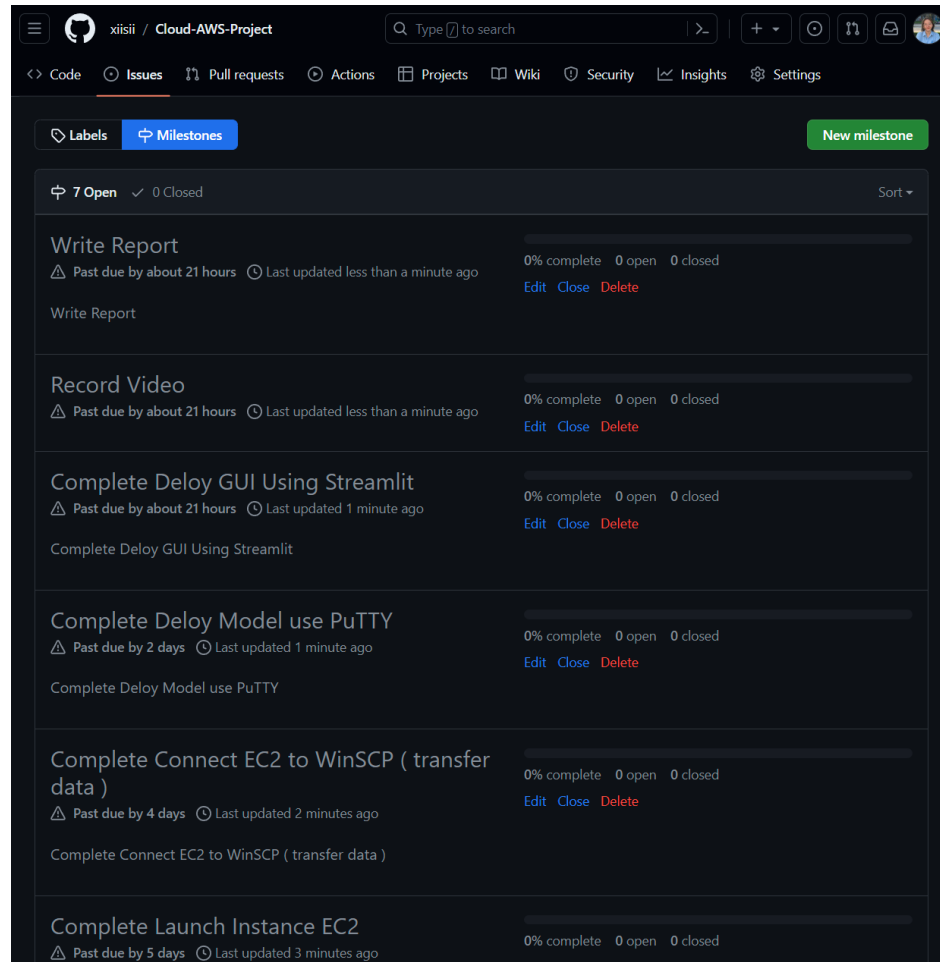 xiisii / Cloud-AWS-Project
Type / to search
Code Issues Pull requests Actions Projects Wiki Security Insights Settings
Labels Milestones New milestone
7 Open 0 Closed Sort
Write Report
Past due by about 21 hours Last updated less than a minute ago
0% complete 0 open 0 closed
Edit Close Delete
Write Report
Record Video
Past due by about 21 hours Last updated less than a minute ago
0% complete 0 open 0 closed
Edit Close Delete
Complete Deloy GUI Using Streamlit
Past due by about 21 hours Last updated 1 minute ago
0% complete 0 open 0 closed
Edit Close Delete
Complete Deloy GUI Using Streamlit
Complete Deloy Model use PuTTY
Past due by 2 days Last updated 1 minute ago
0% complete 0 open 0 closed
Edit Close Delete
Complete Deloy Model use PuTTY
Complete Connect EC2 to WinSCP ( transfer
data )
Past due by 4 days Last updated 2 minutes ago
0% complete 0 open 0 closed
Edit Close Delete
Complete Connect EC2 to WinSCP ( transfer data )
Complete Launch Instance EC2
Past due by 5 days Last updated 3 minutes ago
0% complete 0 open 0 closed